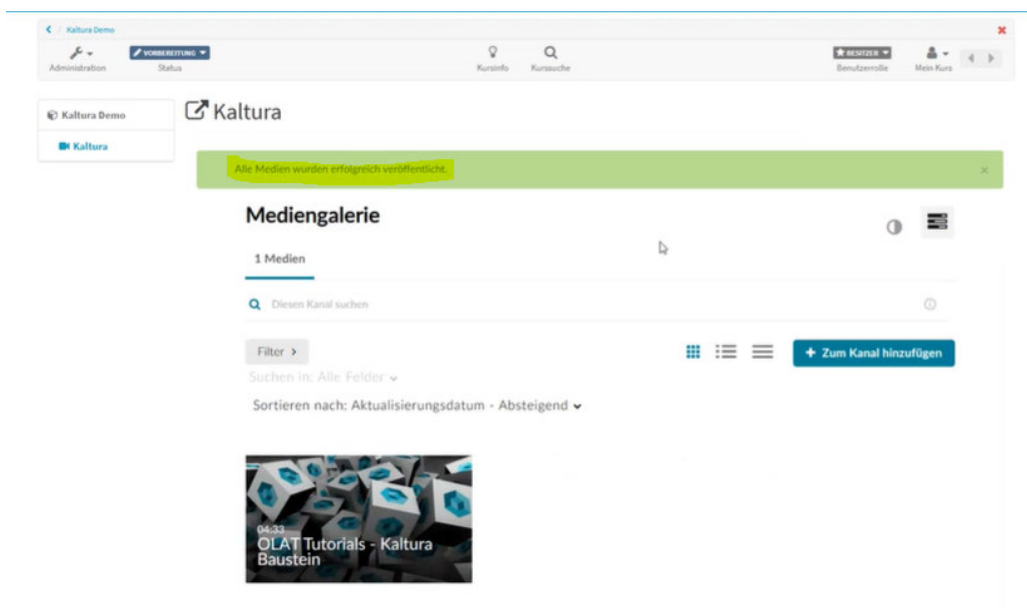 / Kaltura Demo
Administration
VORBEREITUNG
Status
Kursinfo
Kurssuche
BESITZER
Benutzerrolle
Mein Kurs
Kaltura Demo
Kaltura
Kaltura
Alle Medien wurden erfolgreich veröffentlicht.
Mediengalerie
1 Medien
Diesen Kanal suchen
Filter
+ Zum Kanal hinzufügen
Suchen in: Alle Felder
Sortieren nach: Aktualisierungsdatum - Absteigend
04:33
OLAT Tutorials - Kaltura
Baustein